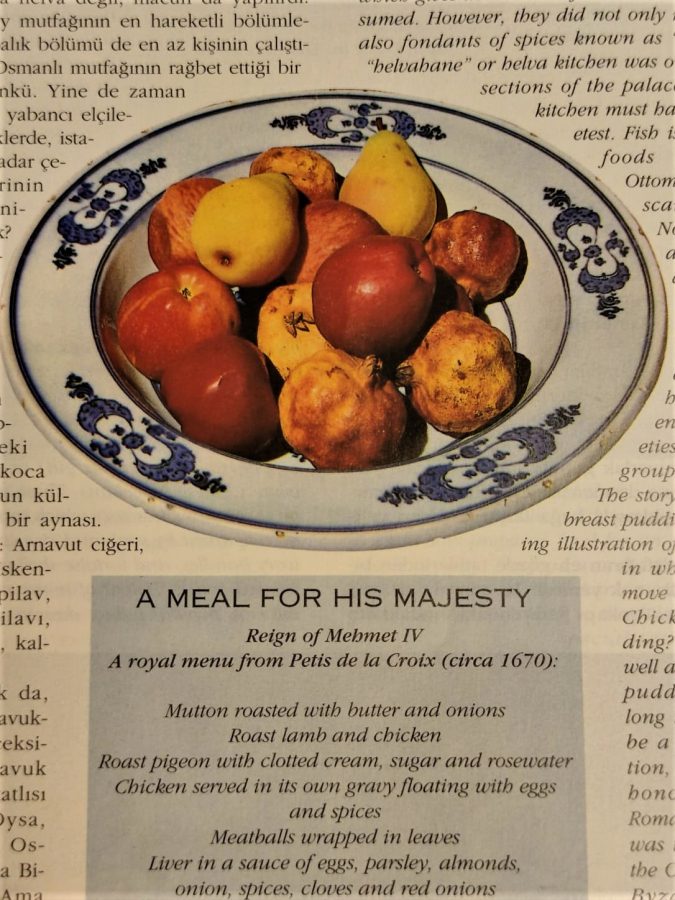 helva değil, macun da yapılırdı.
y mutfağının en hareketli bölümle-
alık bölümü de en az kişinin çalıştı-
Osmanlı mutfağının rağbet ettiği bir
nkü. Yine de zaman
yabancı elçile-
klerde, ista-
adar çe-
rinin
ni-
k?
eki
koca
un kül-
bir aynası.
: Arnavut ciğeri,
sken-
pilav,
ilavı,
, kal-
k da,
avuk-
eksi-
avuk
atlısı
Oysa,
Os-
a Bi-
Ama
sumed. However, they did not only
also fondants of spices known as
"helvahane" or helva kitchen was o
sections of the palac
kitchen must ha
etest. Fish is
foods
Ottom
sca
No
a
b
en
eties
group
The story
breast puddi
ing illustration of
in wh
move
Chick
ding?
well a
pudd
long
be a
tion,
bono
Roma
was
the C
Byza
A MEAL FOR HIS MAJESTY
Reign of Mehmet IV
A royal menu from Petis de la Croix (circa 1670):
Mutton roasted with butter and onions
Roast lamb and chicken
Roast pigeon with clotted cream, sugar and rosewater
Chicken served in its own gravy floating with eggs
and spices
Meatballs wrapped in leaves
Liver in a sauce of eggs, parsley, almonds,
onion, spices, cloves and red onions